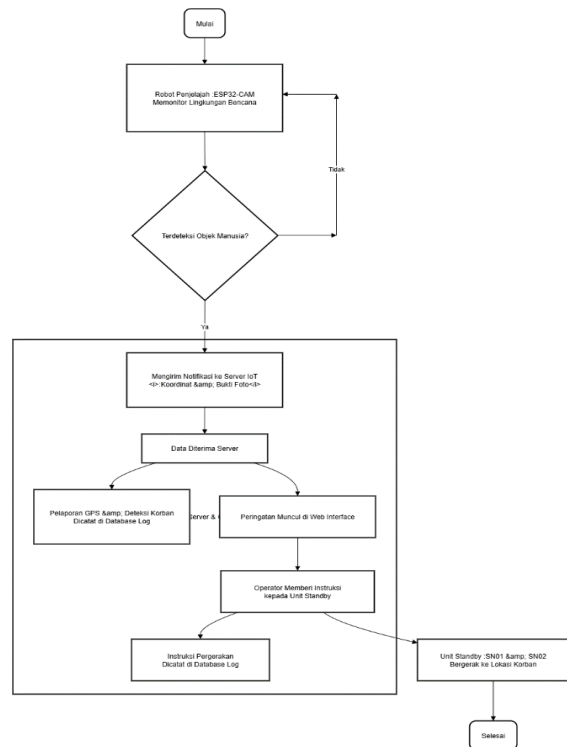 Mulai
Robot Penjelajah :ESP32-CAM
Memonitor Lingkungan Bencana
Tidak
Terdeteksi Objek Manusia?
Ya
Mengirim Notifikasi ke Server IoT
<i>:Koordinat &amp; Bukti Foto</i>
Data Diterima Server
Pelaporan GPS &amp; Deteksi Korban
Dicatat di Database Log
Server &
Peringatan Muncul di Web Interface
Operator Memberi Instruksi
kepada Unit Standby
Instruksi Pergerakan
Dicatat di Database Log
Unit Standby :SN01 &amp; SN02
Bergerak ke Lokasi Korban
Selesai